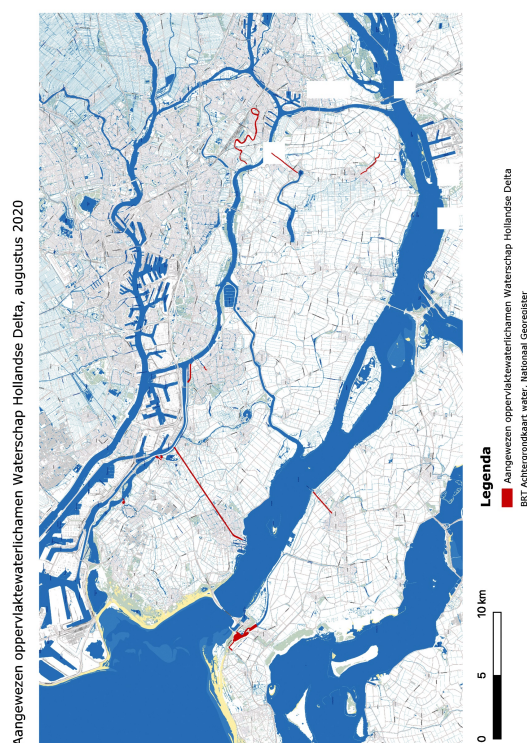 Aangewezen oppervlaktewaterlichamen Waterschap Hollandse Delta, augustus 2020
Legenda
Aangewezen oppervlaktewaterlichamen Waterschap Hollandse Delta
BRT Achtergrondkaart water, Nationaal Georegister
0 5 10 km